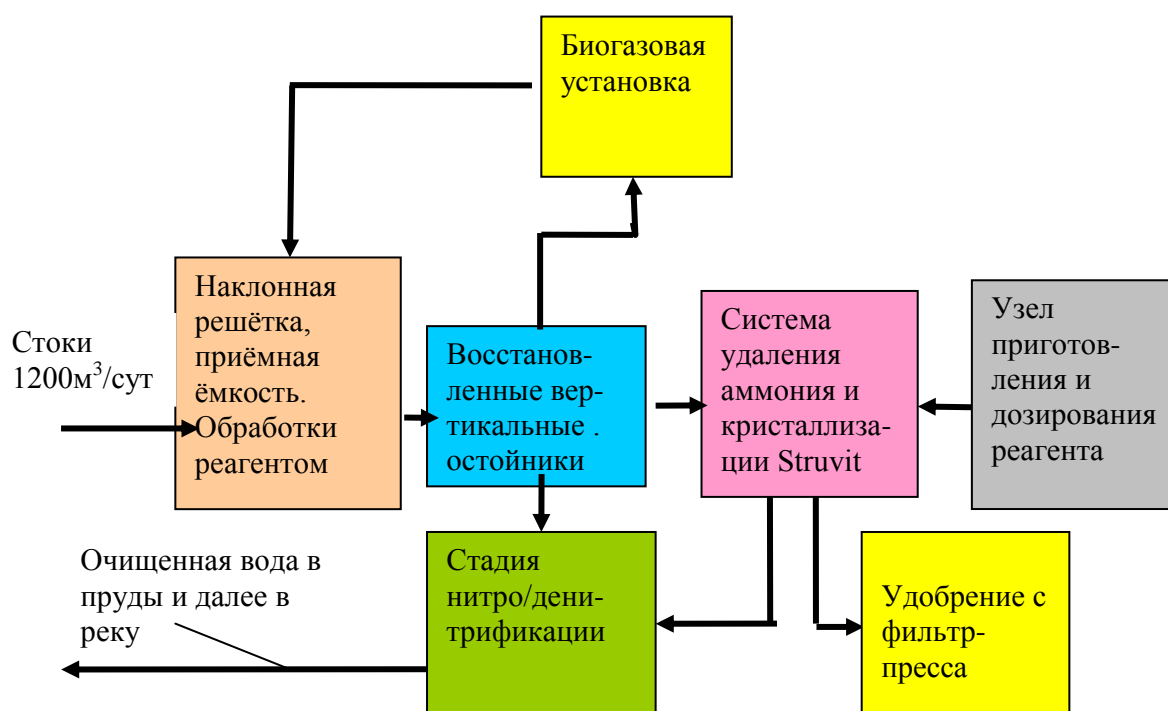 Биогазовая
установка
Стоки
1200м³/сут
Наклонная
решётка,
приёмная
ёмкость.
Обработки
реагентом
Восстанов-
ленные вер-
тикальные .
остойники
Система
удаления
аммония и
кристаллиза-
ции Struvit
Узел
приготов-
ления и
дозирования
реагента
Очищенная вода в
пруды и далее в
реку
Стадия
нитро/дени-
трификации
Удобрение с
фильтр-
пресса